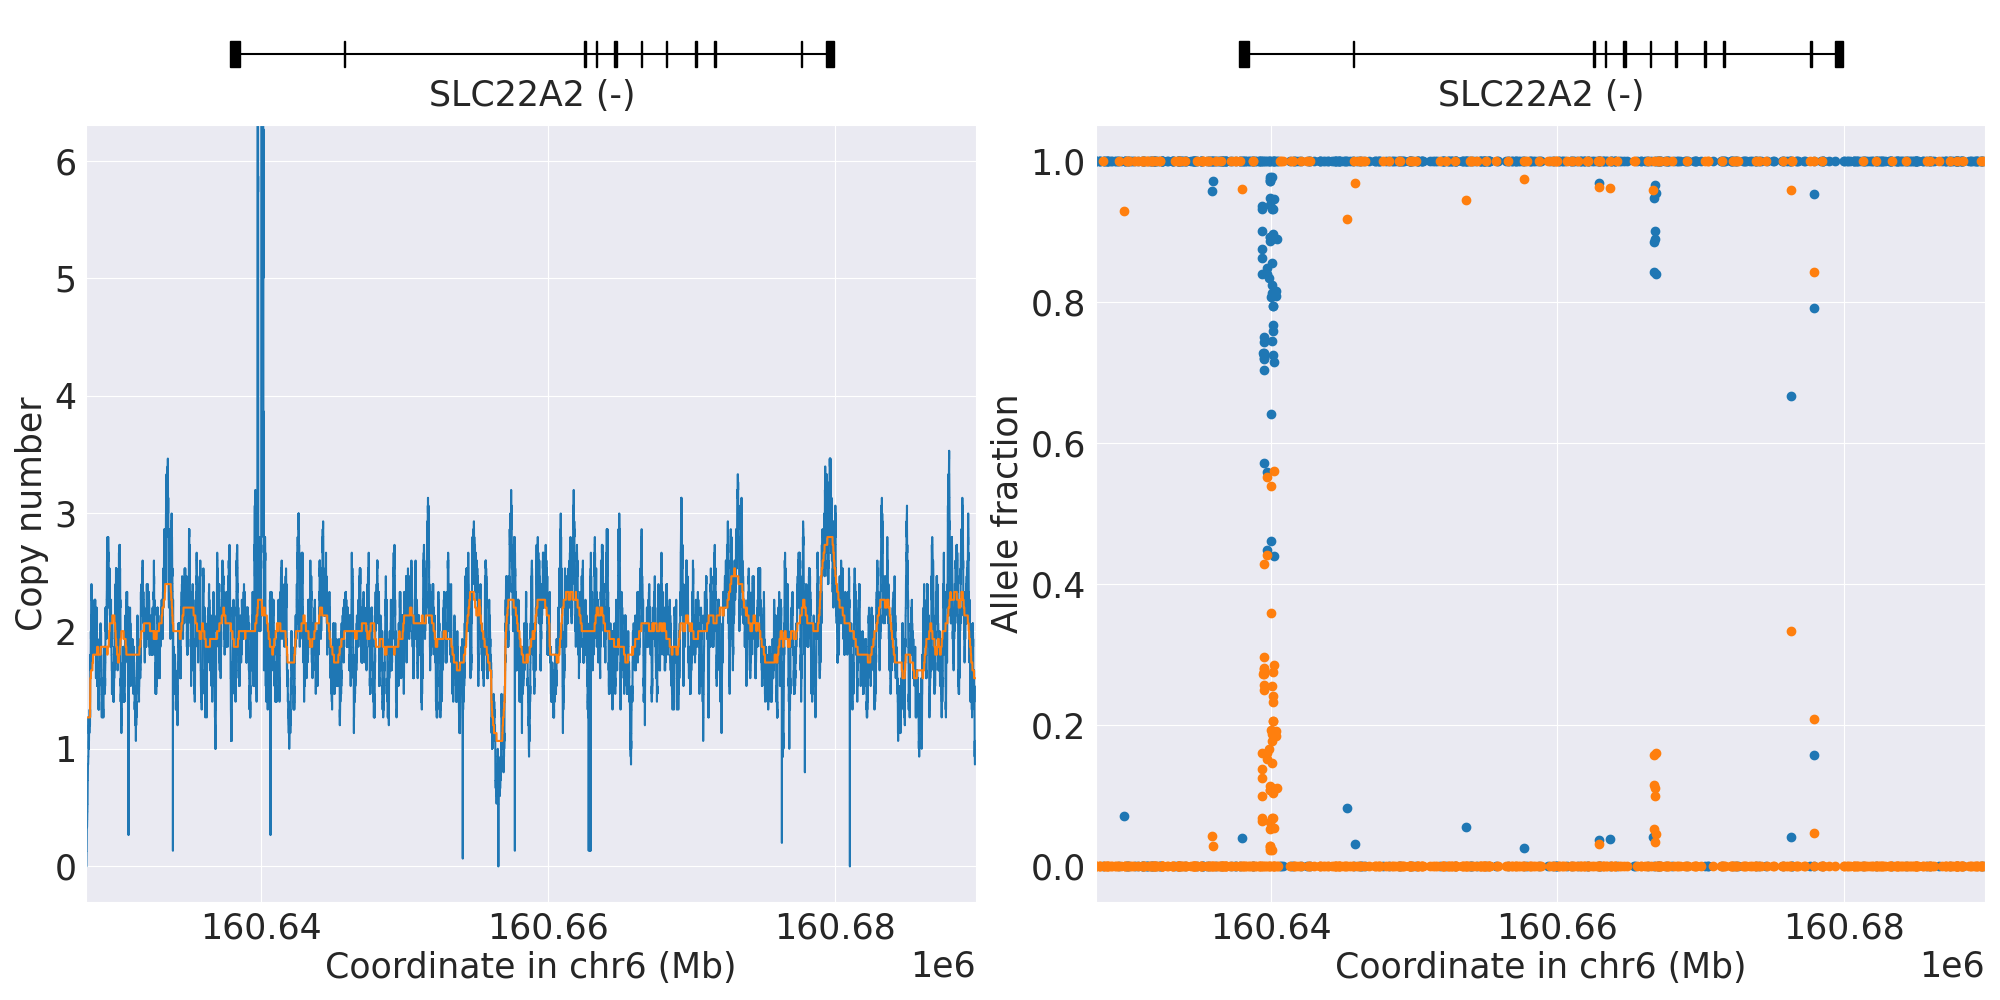 SLC22A2 (-)
6
5
4
3
2
1
0
Copy number
160.64
160.66
160.68
Coordinate in chr6 (Mb)
1e6
SLC22A2 (-)
1.0
0.8
0.6
0.4
0.2
0.0
Allele fraction
160.64
160.66
160.68
Coordinate in chr6 (Mb)
1e6